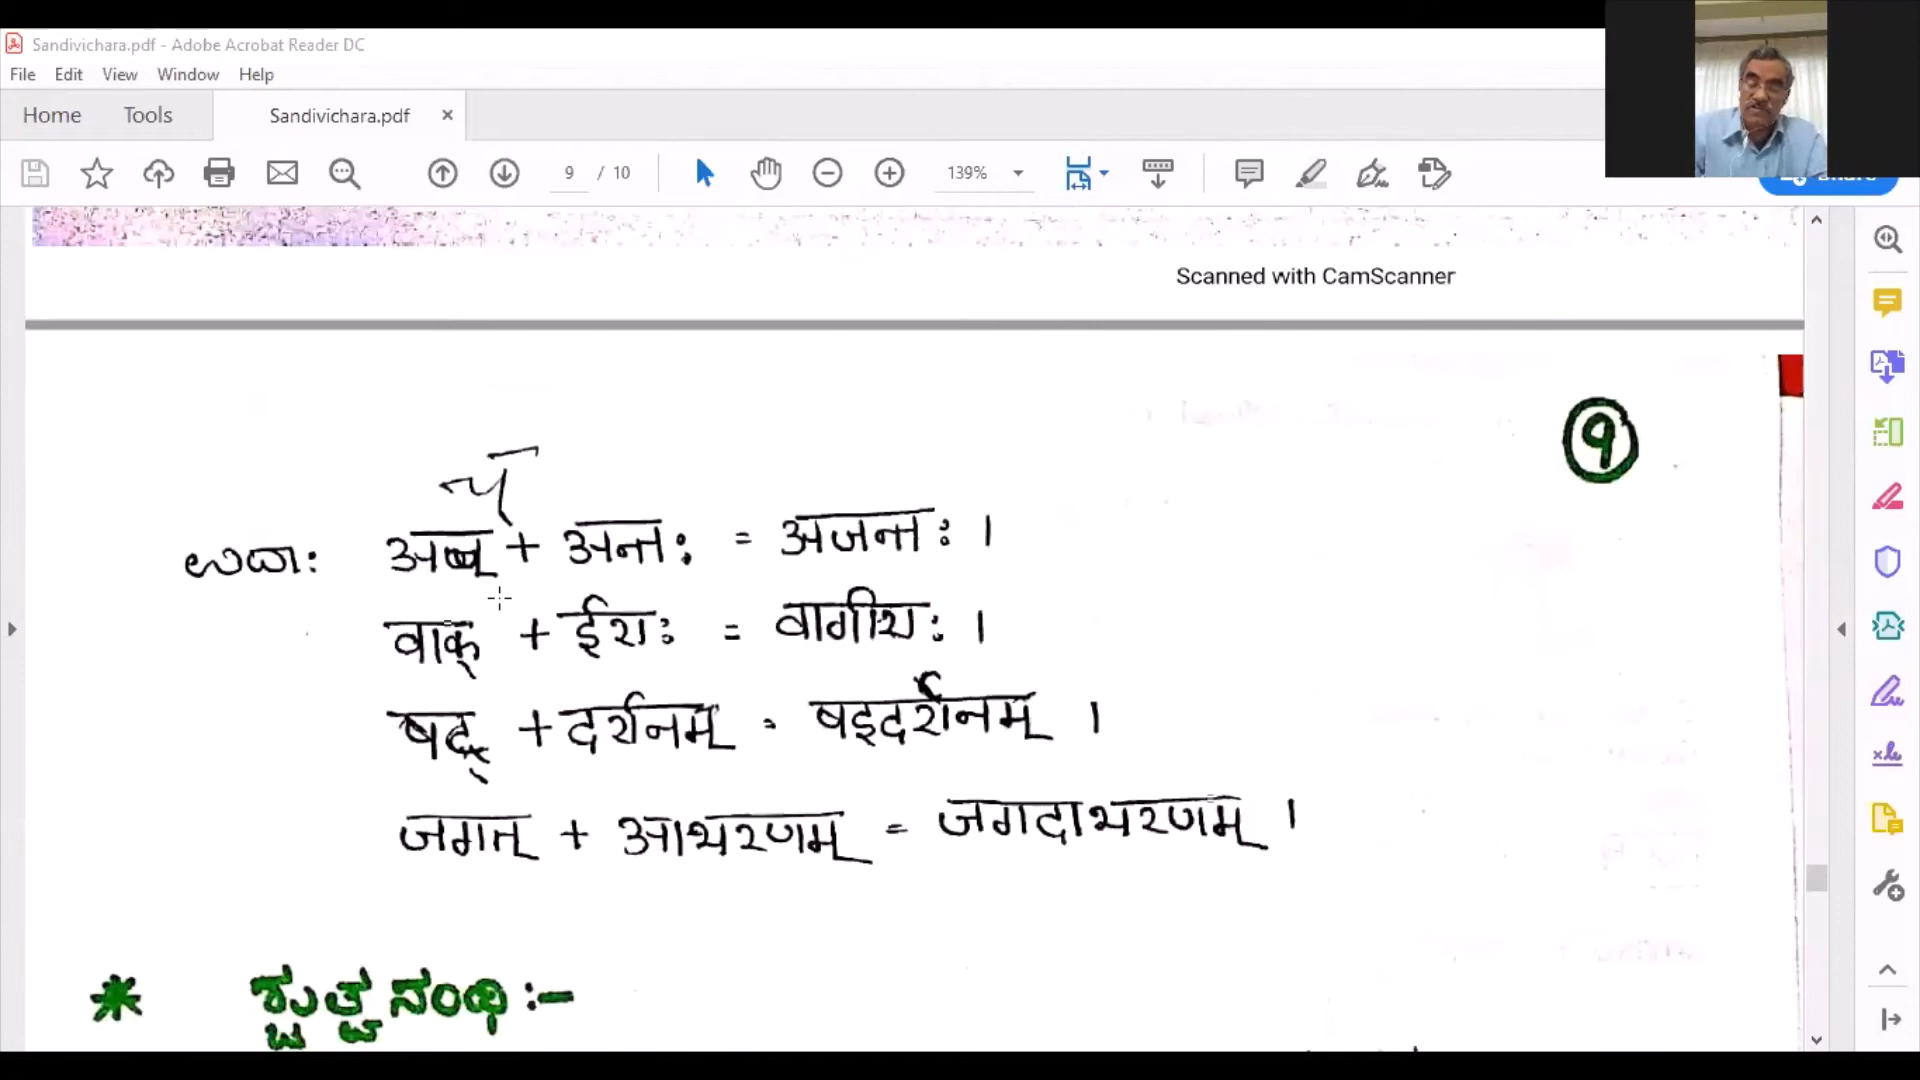 Sandivichara.pdf - Adobe Acrobat Reader DC
File Edit View Window Help
Home Tools Sandivichara.pdf ×
9 / 10 139%
Scanned with CamScanner
९
च्
ಉದಾ: अच् + अन्तः = अजन्तः ।
वाक् + ईशः = वागीशः ।
षट् + दर्शनम् = षड्दर्शनम् ।
जगत् + आभरणम् = जगदाभरणम् ।
* ಶ್ಚುತ್ವ ಸಂಧಿ :-